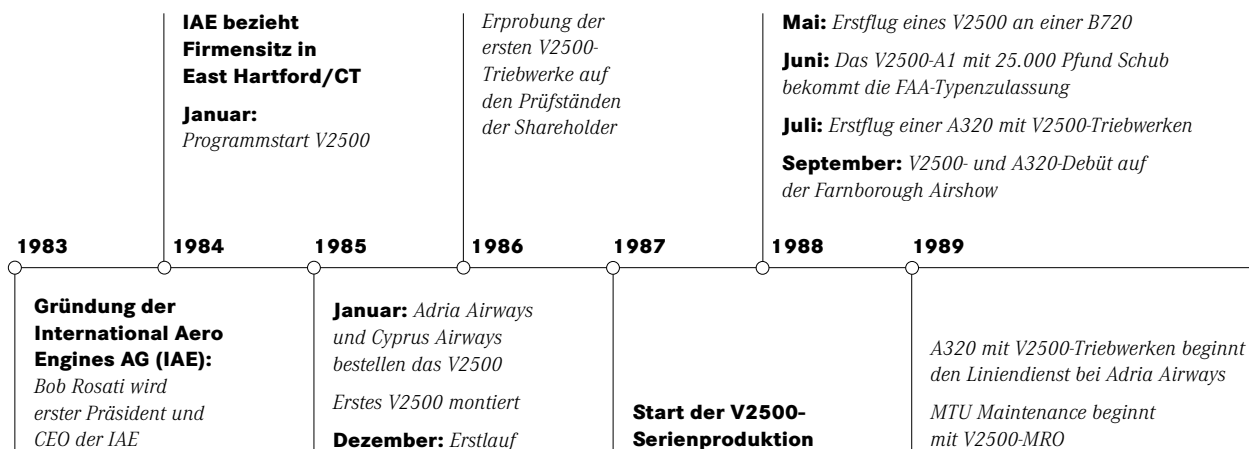 IAE bezieht
Firmensitz in
East Hartford/CT
Januar:
Programmstart V2500
Erprobung der
ersten V2500-
Triebwerke auf
den Prüfständen
der Shareholder
Mai: Erstflug eines V2500 an einer B720
Juni: Das V2500-A1 mit 25.000 Pfund Schub
bekommt die FAA-Typenzulassung
Juli: Erstflug einer A320 mit V2500-Triebwerken
September: V2500- und A320-Debüt auf
der Farnborough Airshow
1983
1984
1985
1986
1987
1988
1989
Gründung der
International Aero
Engines AG (IAE):
Bob Rosati wird
erster Präsident und
CEO der IAE
Januar: Adria Airways
und Cyprus Airways
bestellen das V2500
Erstes V2500 montiert
Dezember: Erstlauf
Start der V2500-
Serienproduktion
A320 mit V2500-Triebwerken beginnt
den Liniendienst bei Adria Airways
MTU Maintenance beginnt
mit V2500-MRO